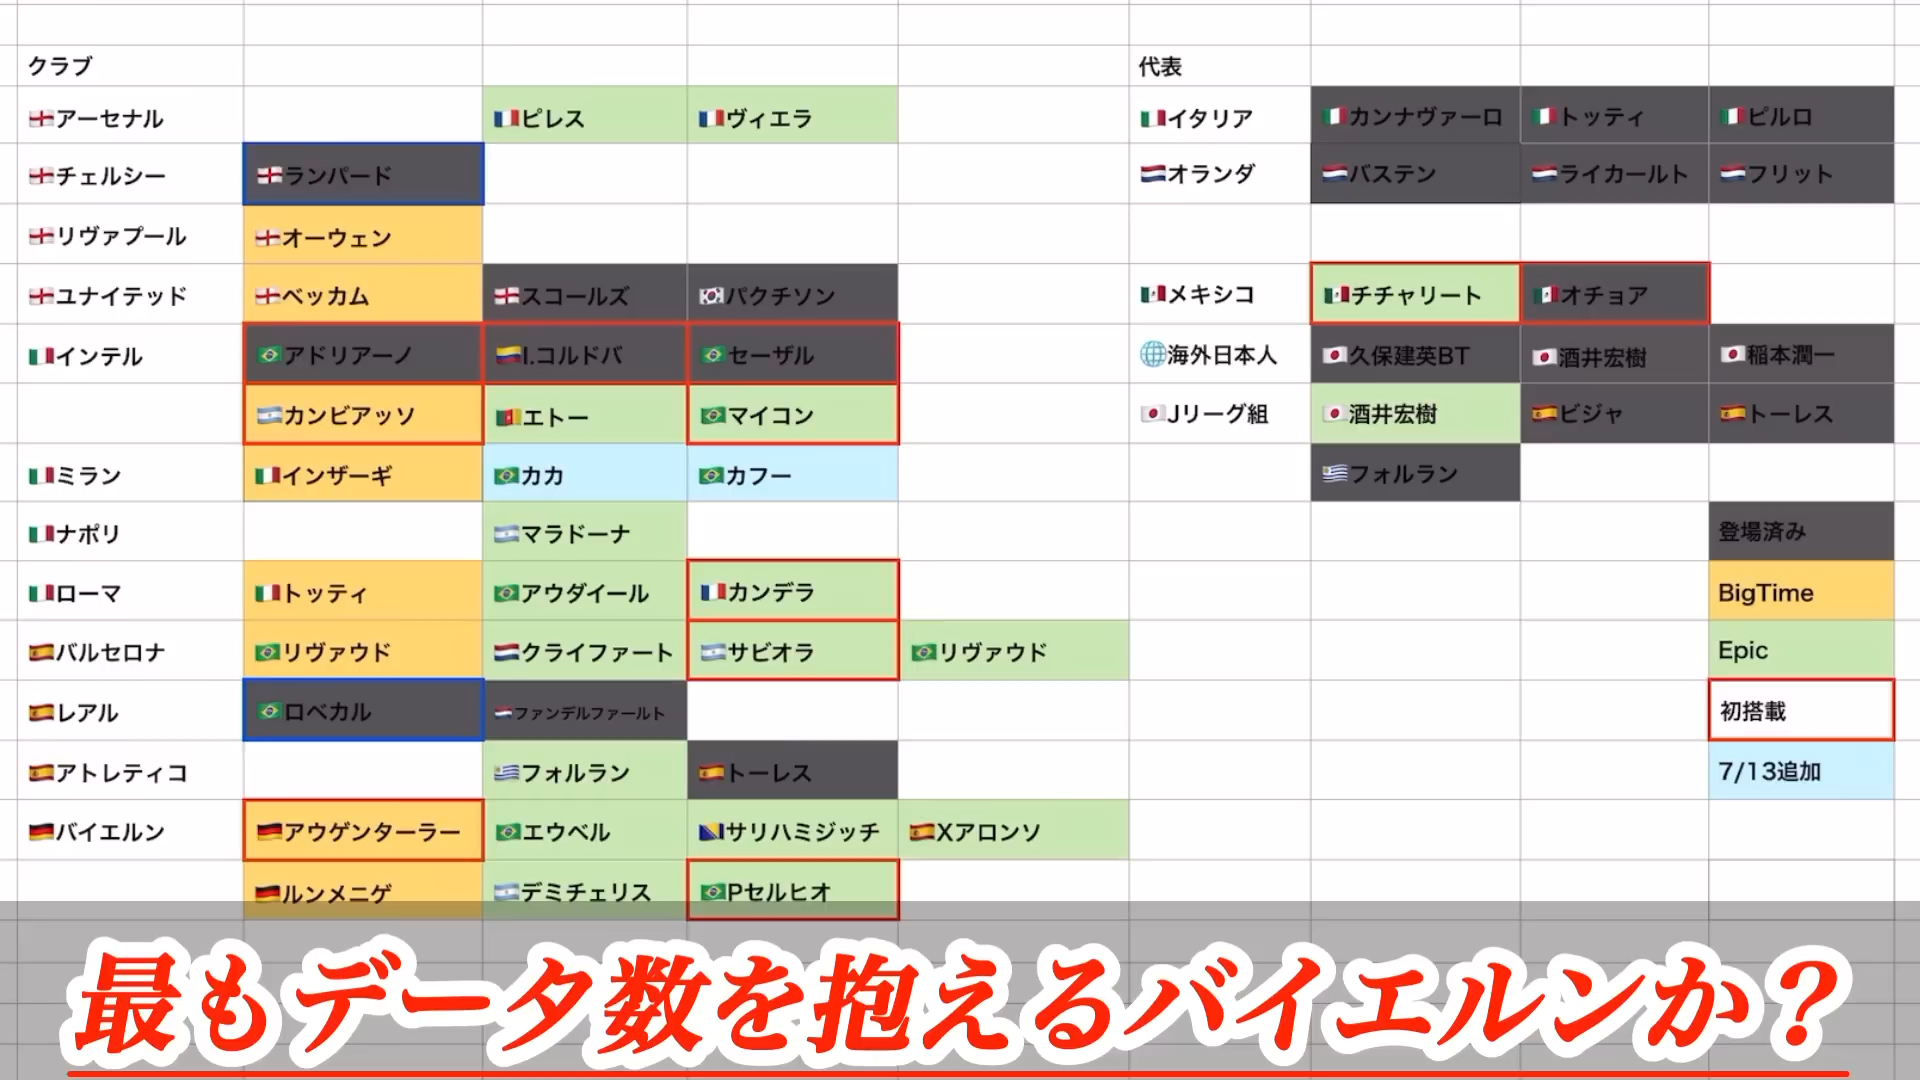 クラブ 代表
アーセナル ピレス ヴィエラ イタリア カンナヴァーロ トッティ ピルロ
チェルシー ランパード オランダ バステン ライカールト フリット
リヴァプール オーウェン
ユナイテッド ベッカム スコールズ パクチソン メキシコ チチャリート オチョア
インテル アドリアーノ I.コルドバ セーザル 海外日本人 久保建英BT 酒井宏樹 稲本潤一
カンビアッソ エトー マイコン Jリーグ組 酒井宏樹 ビジャ トーレス
ミラン インザーギ カカ カフー フォルラン
ナポリ マラドーナ 登場済み
ローマ トッティ アウダイール カンデラ BigTime
バルセロナ リヴァウド クライファート サビオラ リヴァウド Epic
レアル ロベカル ファンデルファールト 初搭載
アトレティコ フォルラン トーレス 7/13追加
バイエルン アウゲンターラー エウベル サリハミジッチ Xアロンソ
ルンメニゲ デミチェリス Pセルヒオ
最もデータ数を抱えるバイエルンか？